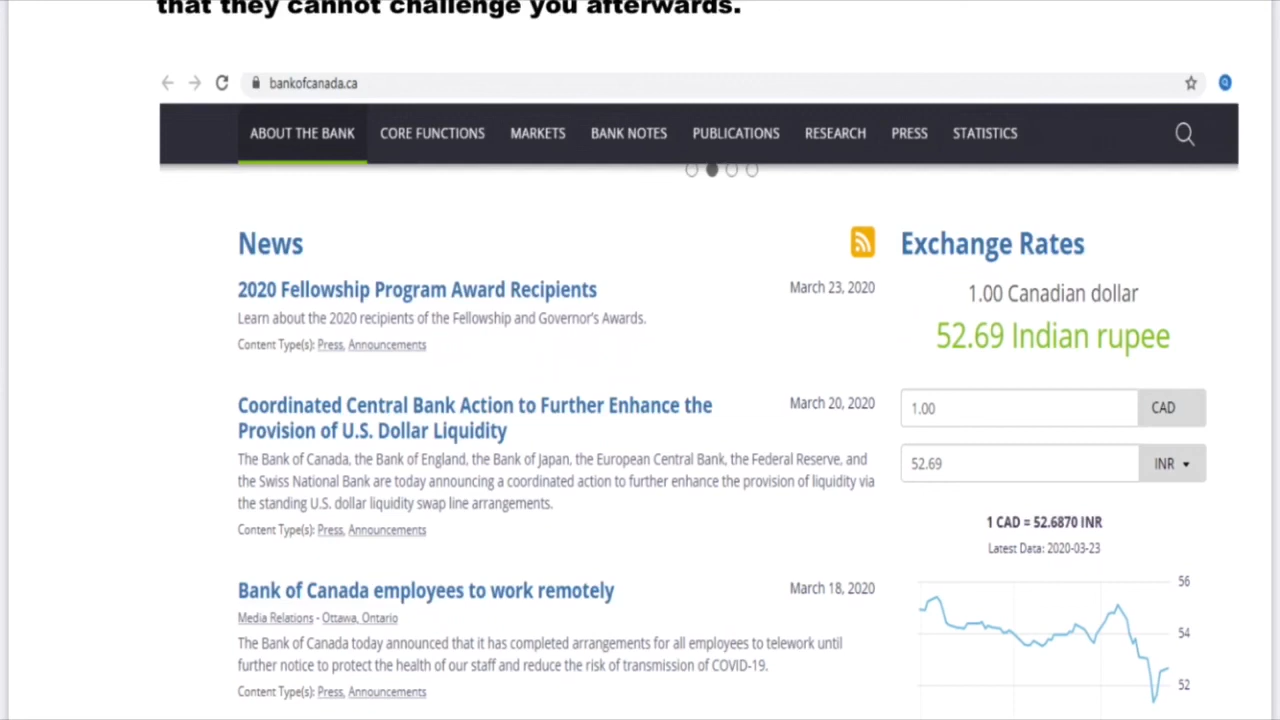 that they cannot challenge you afterwards.
bankofcanada.ca
ABOUT THE BANK CORE FUNCTIONS MARKETS BANK NOTES PUBLICATIONS RESEARCH PRESS STATISTICS
News
2020 Fellowship Program Award Recipients March 23, 2020
Learn about the 2020 recipients of the Fellowship and Governor's Awards.
Content Type(s): Press, Announcements
Coordinated Central Bank Action to Further Enhance the March 20, 2020
Provision of U.S. Dollar Liquidity
The Bank of Canada, the Bank of England, the Bank of Japan, the European Central Bank, the Federal Reserve, and
the Swiss National Bank are today announcing a coordinated action to further enhance the provision of liquidity via
the standing U.S. dollar liquidity swap line arrangements.
Content Type(s): Press, Announcements
Bank of Canada employees to work remotely March 18, 2020
Media Relations - Ottawa, Ontario
The Bank of Canada today announced that it has completed arrangements for all employees to telework until
further notice to protect the health of our staff and reduce the risk of transmission of COVID-19.
Content Type(s): Press, Announcements
Exchange Rates
1.00 Canadian dollar
52.69 Indian rupee
1.00 CAD
52.69 INR
1 CAD = 52.6870 INR
Latest Data: 2020-03-23
56
54
52